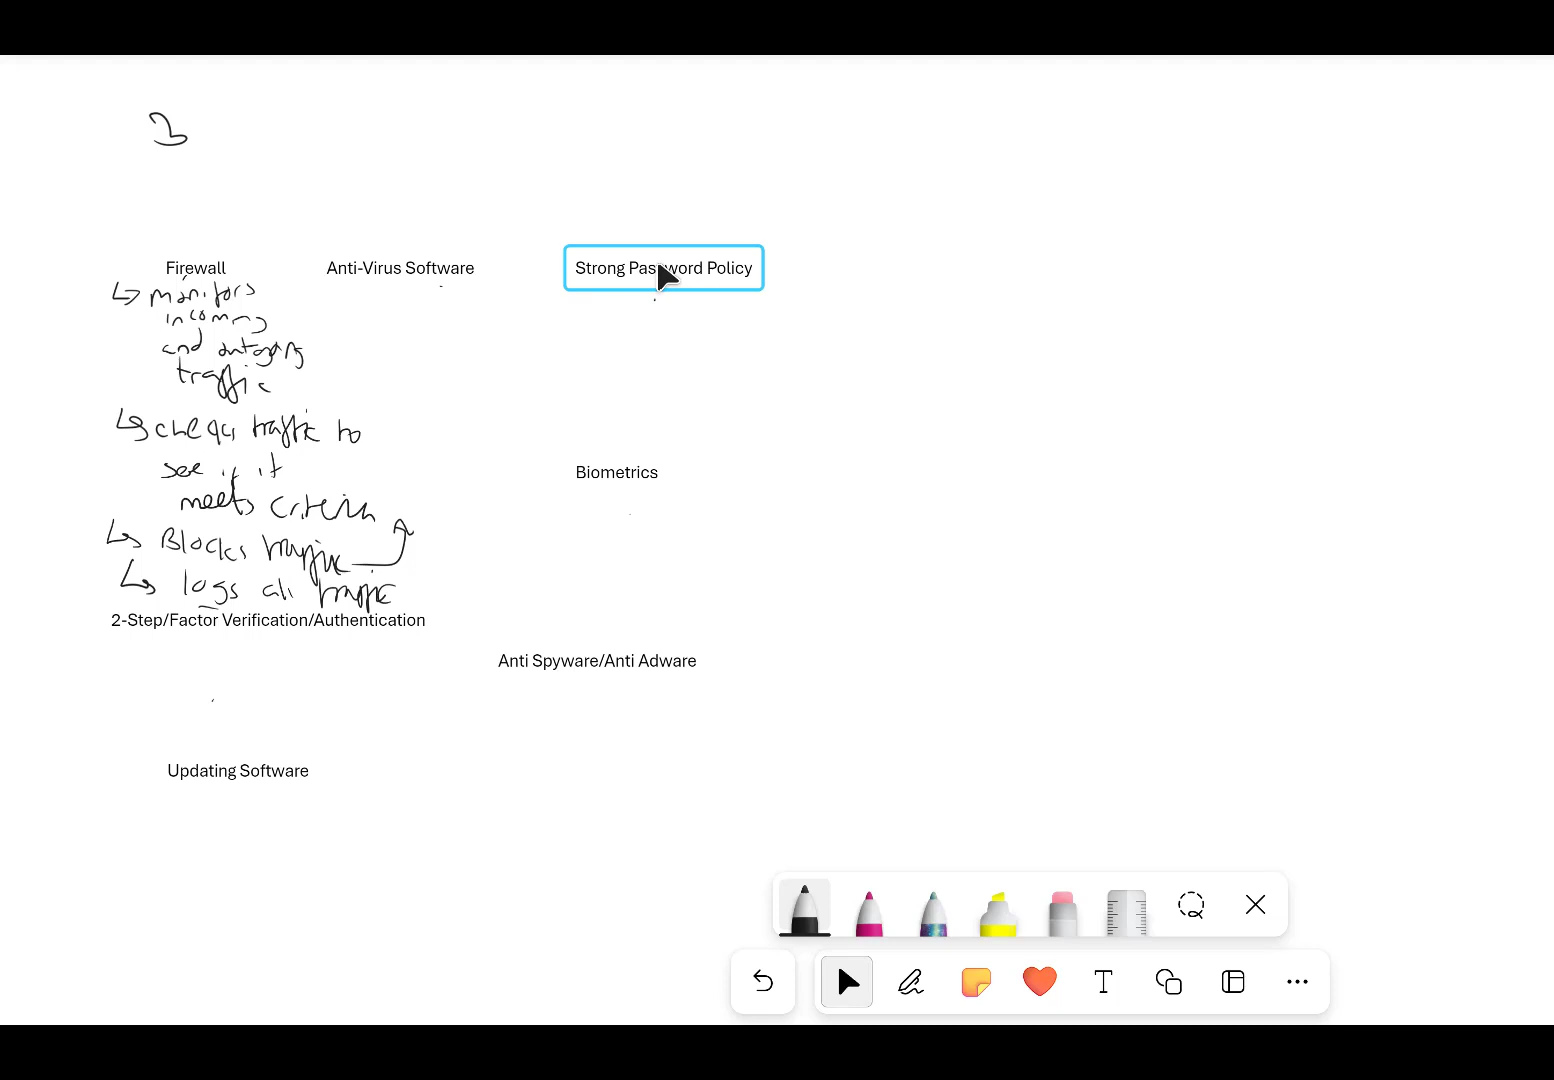 2
Firewall
↳ monitors
incoming
and outgoing
traffic
↳ checks traffic to
see if it
meets criteria
↳ Blocks traffic
↳ logs all traffic
Anti-Virus Software
Strong Password Policy
Biometrics
2-Step/Factor Verification/Authentication
Anti Spyware/Anti Adware
Updating Software